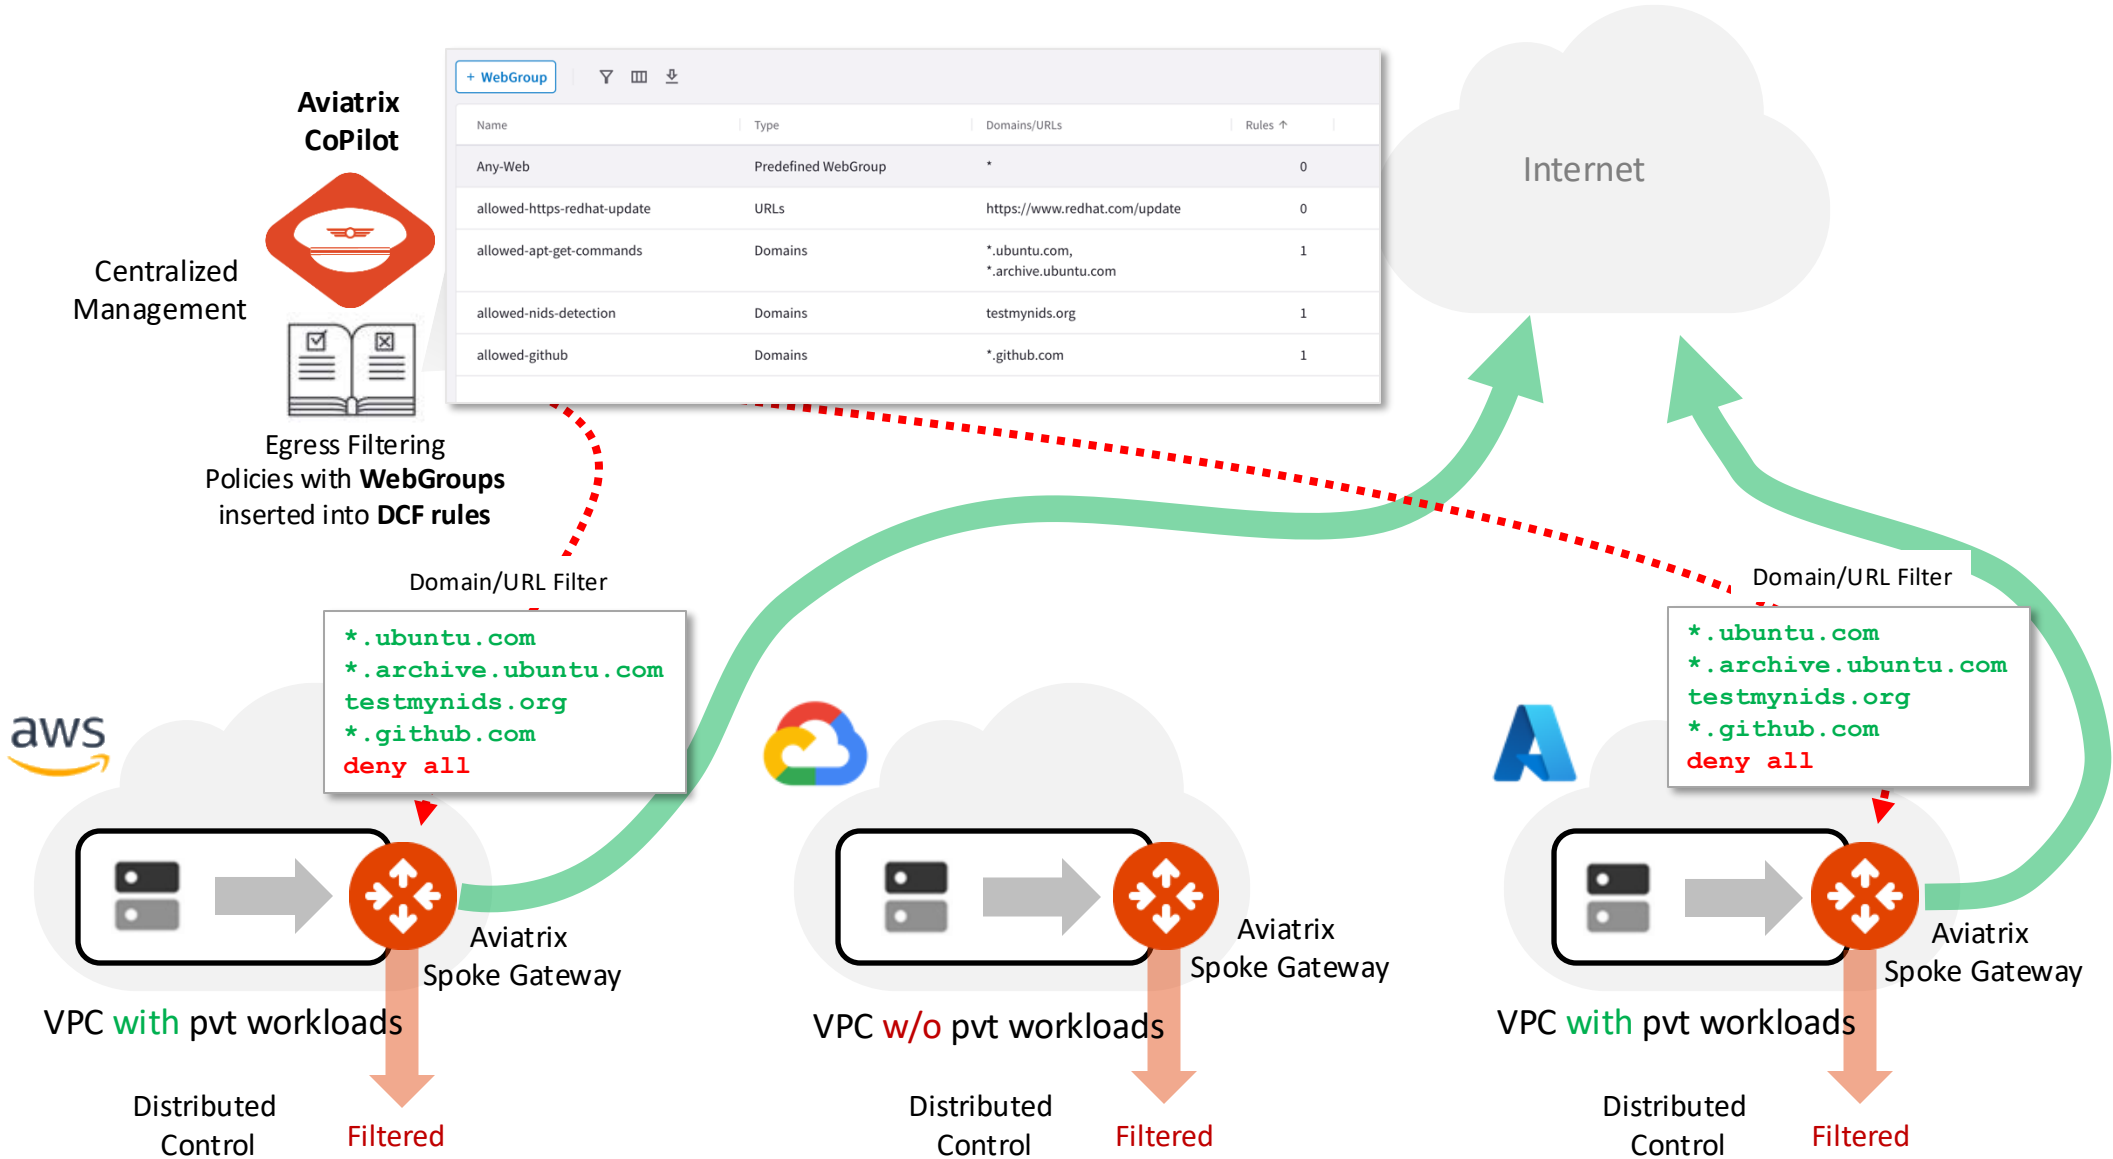 Aviatrix
CoPilot
Centralized
Management
+ WebGroup
Name Type Domains/URLs Rules ↑
Any-Web Predefined WebGroup * 0
allowed-https-redhat-update URLs https://www.redhat.com/update 0
allowed-apt-get-commands Domains *.ubuntu.com, 1
*.archive.ubuntu.com
allowed-nids-detection Domains testmynids.org 1
allowed-github Domains *.github.com 1
Internet
Egress Filtering
Policies with WebGroups
inserted into DCF rules
Domain/URL Filter
*.ubuntu.com
*.archive.ubuntu.com
testmynids.org
*.github.com
deny all
Domain/URL Filter
*.ubuntu.com
*.archive.ubuntu.com
testmynids.org
*.github.com
deny all
aws
Aviatrix
Spoke Gateway
VPC with pvt workloads
Distributed
Control
Filtered
Aviatrix
Spoke Gateway
VPC w/o pvt workloads
Distributed
Control
Filtered
Aviatrix
Spoke Gateway
VPC with pvt workloads
Distributed
Control
Filtered